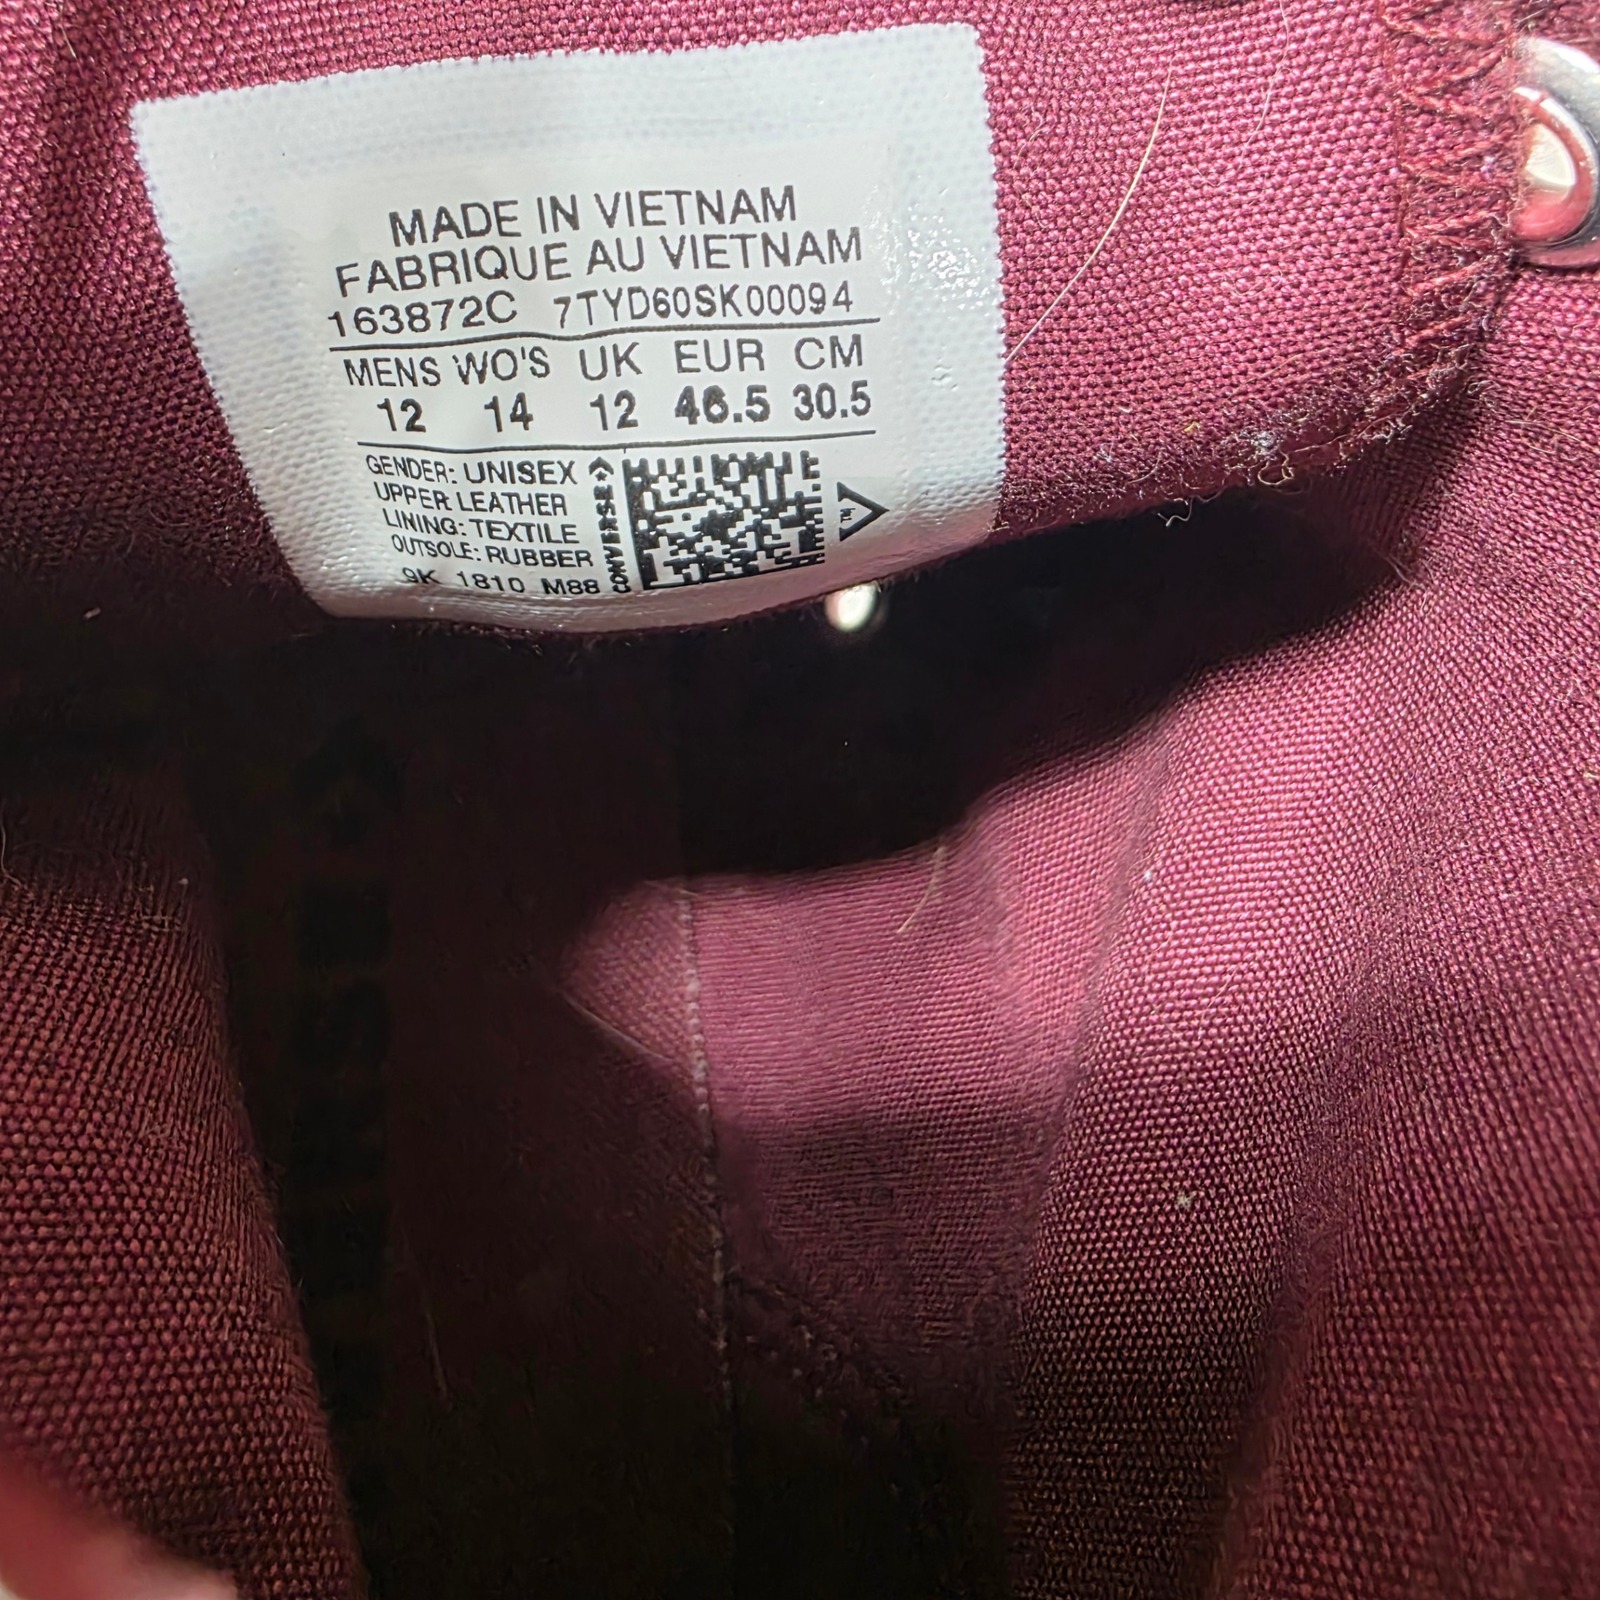 MADE IN VIETNAM
FABRIQUE AU VIETNAM
163872C 7TYD60SK00094
MENS WO'S UK EUR CM
12 14 12 46.5 30.5
GENDER: UNISEX
UPPER: LEATHER
LINING: TEXTILE
OUTSOLE: RUBBER
9K 1810 M88
CONVERSE